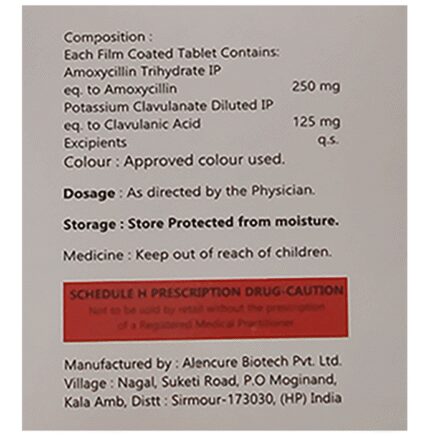 Composition :
Each Film Coated Tablet Contains:
Amoxycillin Trihydrate IP
eq. to Amoxycillin 250 mg
Potassium Clavulanate Diluted IP
eq. to Clavulanic Acid 125 mg
Excipients q.s.
Colour : Approved colour used.
Dosage : As directed by the Physician.
Storage : Store Protected from moisture.
Medicine : Keep out of reach of children.
SCHEDULE H PRESCRIPTION DRUG-CAUTION
Not to be sold by retail without the prescription
of a Registered Medical Practitioner
Manufactured by : Alencure Biotech Pvt. Ltd.
Village : Nagal, Suketi Road, P.O Moginand,
Kala Amb, Distt : Sirmour-173030, (HP) India